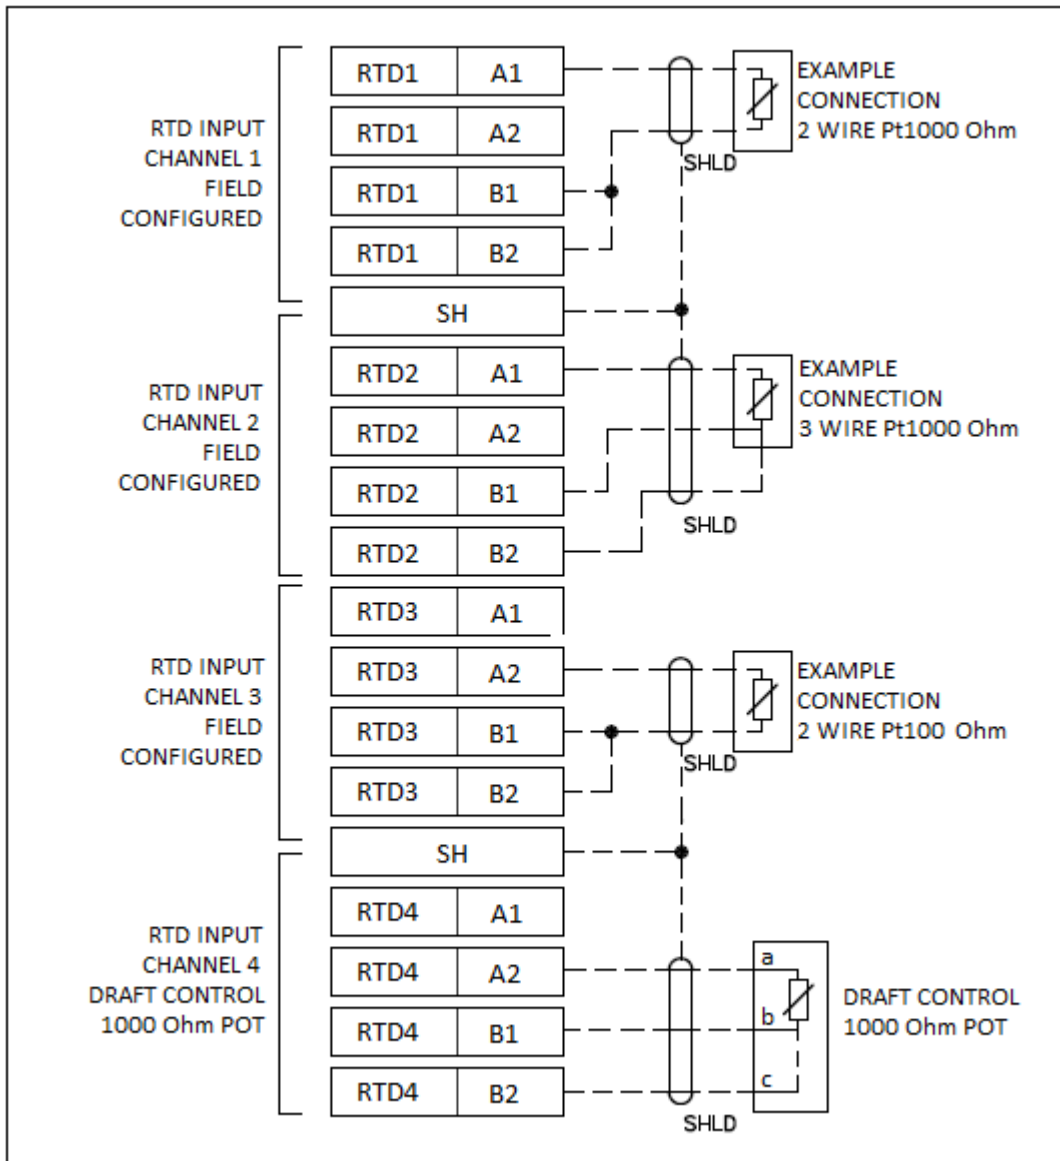 RTD INPUT
CHANNEL 1
FIELD
CONFIGURED
RTD1 A1
RTD1 A2
RTD1 B1
RTD1 B2
SH
EXAMPLE
CONNECTION
2 WIRE Pt1000 Ohm
SHLD
RTD INPUT
CHANNEL 2
FIELD
CONFIGURED
RTD2 A1
RTD2 A2
RTD2 B1
RTD2 B2
EXAMPLE
CONNECTION
3 WIRE Pt1000 Ohm
SHLD
RTD INPUT
CHANNEL 3
FIELD
CONFIGURED
RTD3 A1
RTD3 A2
RTD3 B1
RTD3 B2
SH
EXAMPLE
CONNECTION
2 WIRE Pt100 Ohm
SHLD
RTD INPUT
CHANNEL 4
DRAFT CONTROL
1000 Ohm POT
RTD4 A1
RTD4 A2
RTD4 B1
RTD4 B2
a
b
c
DRAFT CONTROL
1000 Ohm POT
SHLD